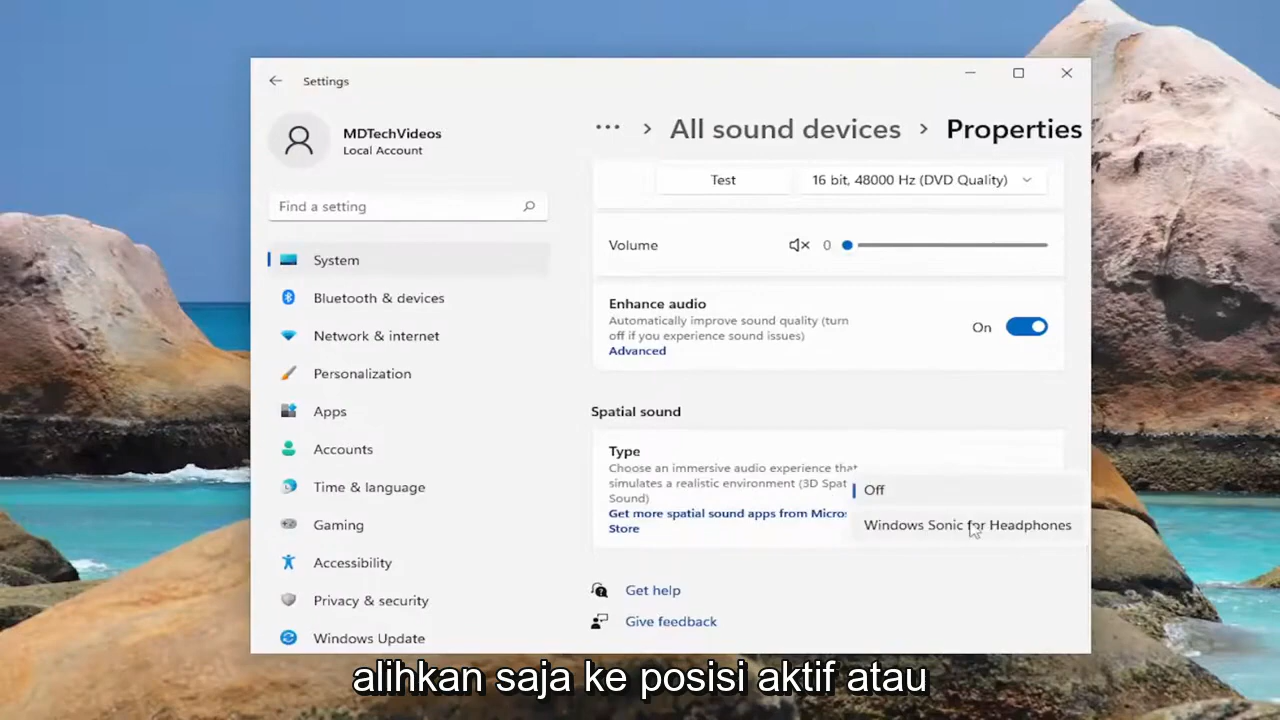 Settings
MDTechVideos
Local Account
Find a setting
System
Bluetooth & devices
Network & internet
Personalization
Apps
Accounts
Time & language
Gaming
Accessibility
Privacy & security
Windows Update
... > All sound devices > Properties
Test
16 bit, 48000 Hz (DVD Quality)
Volume
0
Enhance audio
Automatically improve sound quality (turn
off if you experience sound issues)
Advanced
On
Spatial sound
Type
Choose an immersive audio experience that
simulates a realistic environment (3D Spat
Sound)
Get more spatial sound apps from Micros
Store
Off
Windows Sonic for Headphones
Get help
Give feedback
alihkan saja ke posisi aktif atau